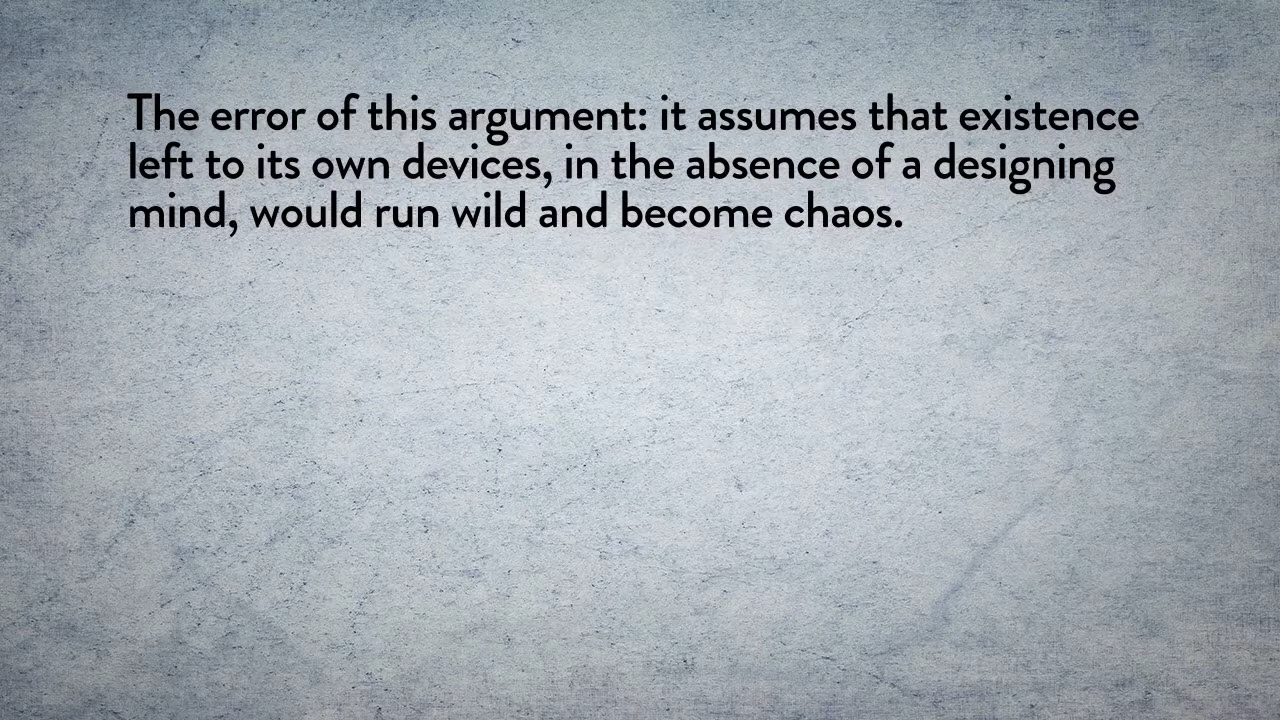 The error of this argument: it assumes that existence
left to its own devices, in the absence of a designing
mind, would run wild and become chaos.